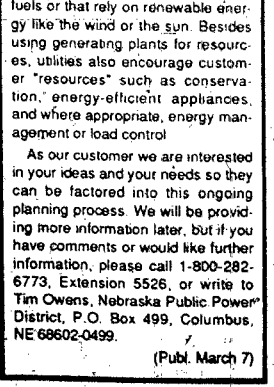 fuels or that rely on renewable ener-
gy like the wind or the sun. Besides
using generating plants for resourc-
es, utilities also encourage custom-
er "resources" such as conserva-
tion," energy-efficient appliances,
and where appropriate, energy man-
agement or load control
As our customer we are interested
in your ideas and your needs so they
can be factored into this ongoing
planning process. We will be provid-
ing more information later, but if you
have comments or would like further
information, please call 1-800-282-
6773, Extension 5526, or write to
Tim Owens, Nebraska Public Power
District, P.O. Box 499, Columbus,
NE 68602-0499.
(Publ. March 7)